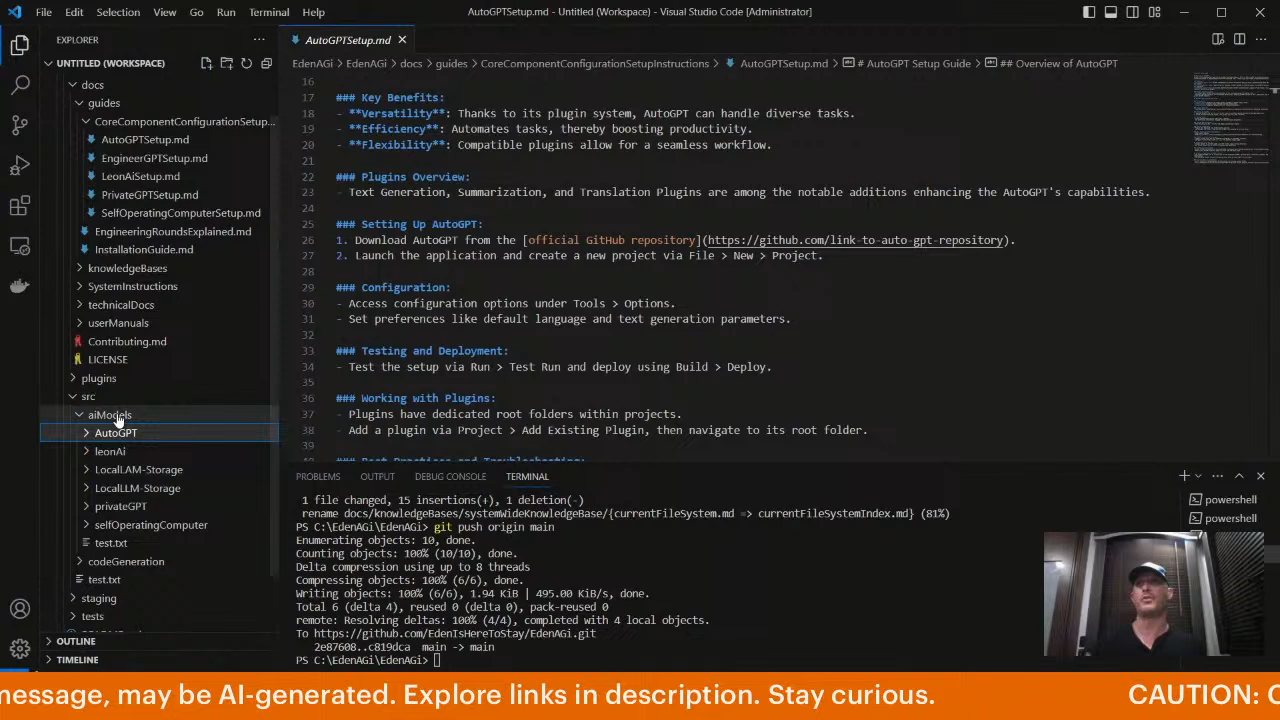 File Edit Selection View Go Run Terminal Help
AutoGPTSetup.md - Untitled (Workspace) - Visual Studio Code [Administrator]
EXPLORER
UNTITLED (WORKSPACE)
docs
guides
CoreComponentConfigurationSetup...
AutoGPTSetup.md
EngineerGPTSetup.md
LeonAiSetup.md
PrivateGPTSetup.md
SelfOperatingComputerSetup.md
EngineeringRoundsExplained.md
InstallationGuide.md
knowledgeBases
SystemInstructions
technicalDocs
userManuals
Contributing.md
LICENSE
plugins
src
aiModels
AutoGPT
leonAi
LocalLAM-Storage
LocalLLM-Storage
privateGPT
selfOperatingComputer
test.txt
codeGeneration
test.txt
staging
tests
OUTLINE
TIMELINE
AutoGPTSetup.md
EdenAGi > EdenAGi > docs > guides > CoreComponentConfigurationSetupInstructions > AutoGPTSetup.md > # AutoGPT Setup Guide > ## Overview of AutoGPT
16
17 ### Key Benefits:
18 - **Versatility**: Thanks to its plugin system, AutoGPT can handle diverse tasks.
19 - **Efficiency**: Automates tasks, thereby boosting productivity.
20 - **Flexibility**: Compatible plugins allow for a seamless workflow.
21
22 ### Plugins Overview:
23 - Text Generation, Summarization, and Translation Plugins are among the notable additions enhancing the AutoGPT's capabilities.
24
25 ### Setting Up AutoGPT:
26 1. Download AutoGPT from the [official GitHub repository](https://github.com/link-to-auto-gpt-repository).
27 2. Launch the application and create a new project via File > New > Project.
28
29 ### Configuration:
30 - Access configuration options under Tools > Options.
31 - Set preferences like default language and text generation parameters.
32
33 ### Testing and Deployment:
34 - Test the setup via Run > Test Run and deploy using Build > Deploy.
35
36 ### Working with Plugins:
37 - Plugins have dedicated root folders within projects.
38 - Add a plugin via Project > Add Existing Plugin, then navigate to its root folder.
39
40 ### Best Practices and Troubleshooting:
PROBLEMS OUTPUT DEBUG CONSOLE TERMINAL
1 file changed, 15 insertions(+), 1 deletion(-)
rename docs/knowledgeBases/systemWideKnowledgeBase/{currentFileSystem.md => currentFileSystemIndex.md} (81%)
PS C:\EdenAGi\EdenAGi> git push origin main
Enumerating objects: 10, done.
Counting objects: 100% (10/10), done.
Delta compression using up to 8 threads
Compressing objects: 100% (6/6), done.
Writing objects: 100% (6/6), 1.94 KiB | 495.00 KiB/s, done.
Total 6 (delta 4), reused 0 (delta 0), pack-reused 0
remote: Resolving deltas: 100% (4/4), completed with 4 local objects.
To https://github.com/EdenIsHereToStay/EdenAGi.git
2e87608..c819dca main -> main
PS C:\EdenAGi\EdenAGi>
powershell
powershell
message, may be AI-generated. Explore links in description. Stay curious. CAUTION: C